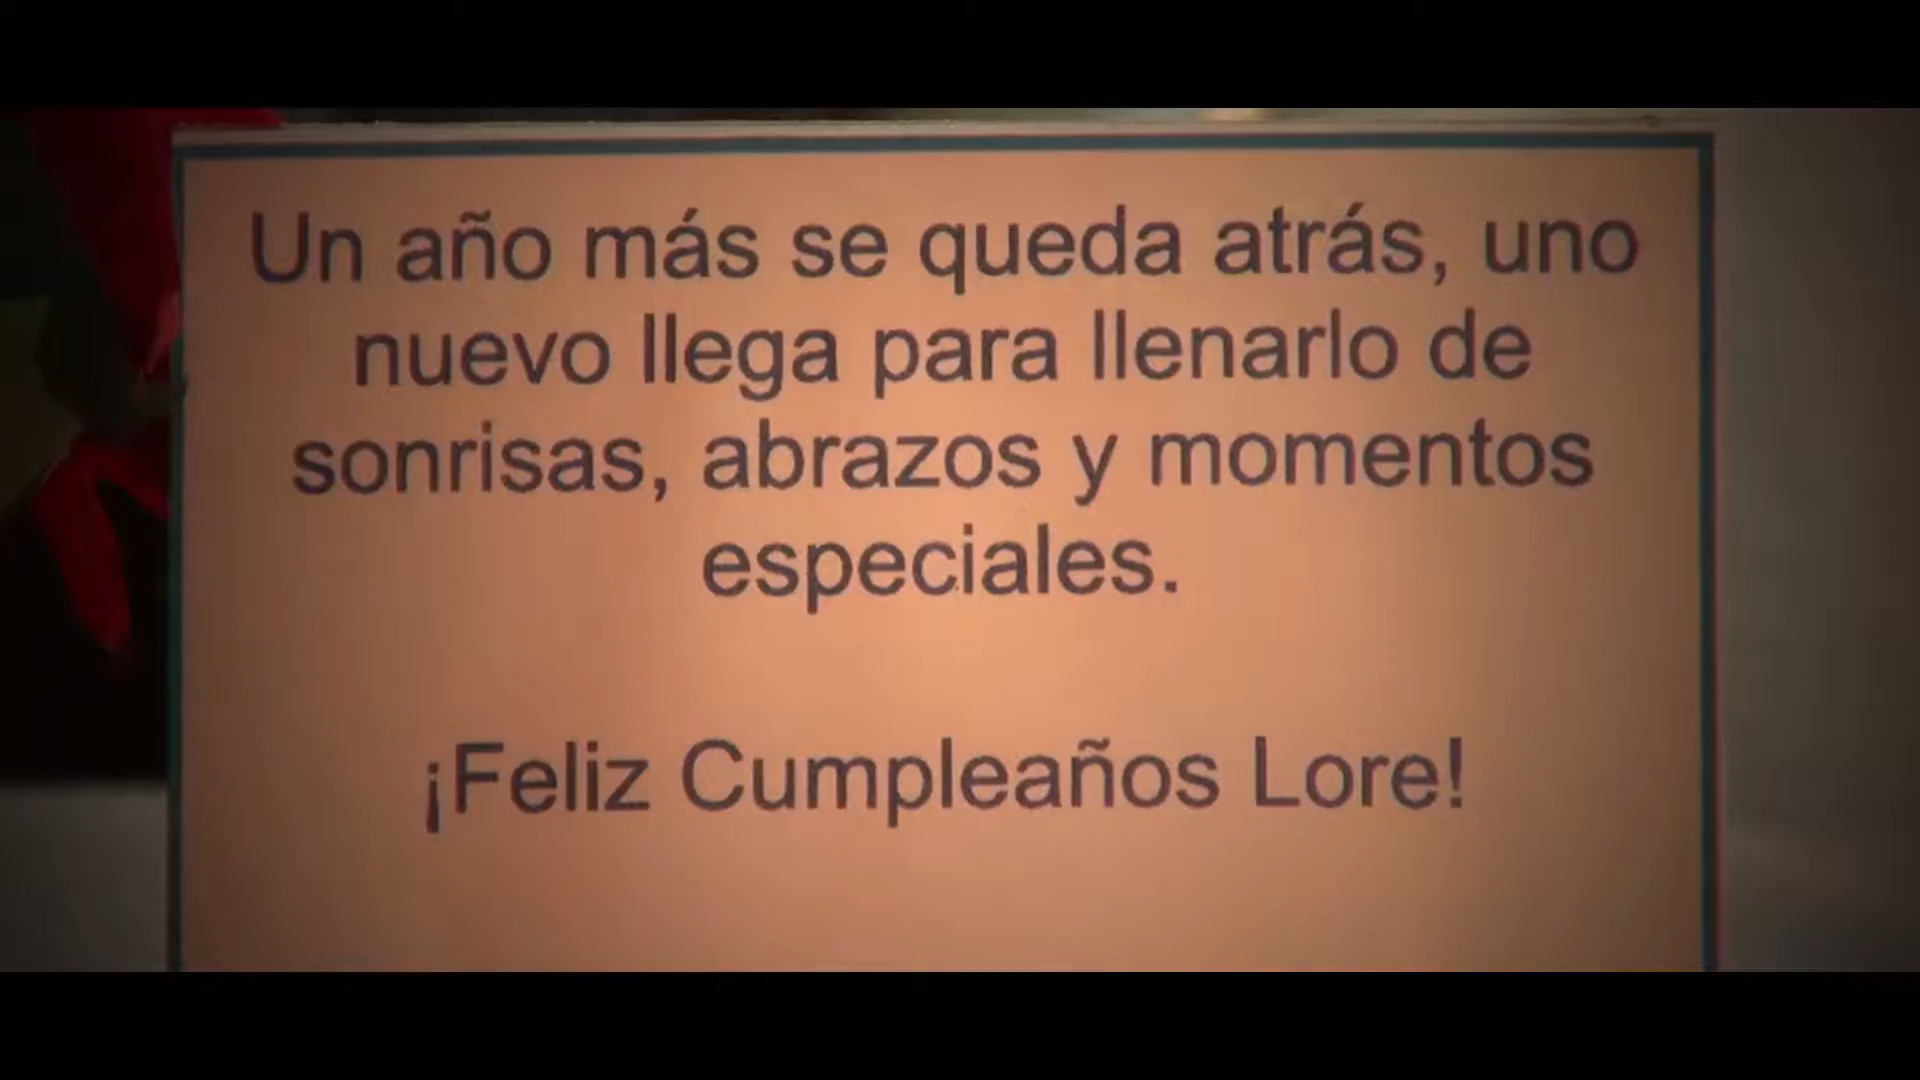 Un año más se queda atrás, uno
nuevo llega para llenarlo de
sonrisas, abrazos y momentos
especiales.
¡Feliz Cumpleaños Lore!